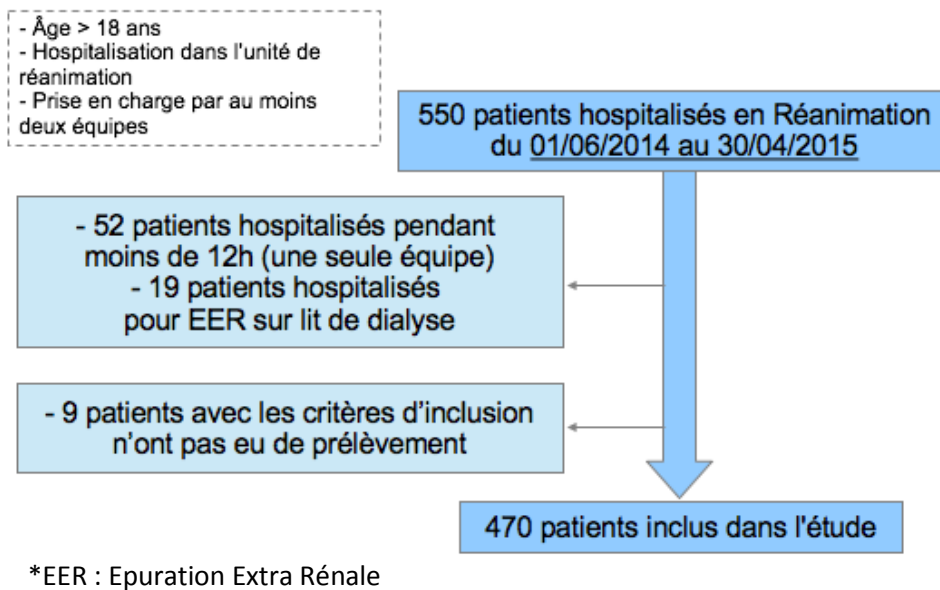 - Âge > 18 ans
- Hospitalisation dans l'unité de
réanimation
- Prise en charge par au moins
deux équipes
550 patients hospitalisés en Réanimation
du 01/06/2014 au 30/04/2015
- 52 patients hospitalisés pendant
moins de 12h (une seule équipe)
- 19 patients hospitalisés
pour EER sur lit de dialyse
- 9 patients avec les critères d’inclusion
n’ont pas eu de prélèvement
470 patients inclus dans l'étude
*EER : Epuration Extra Rénale